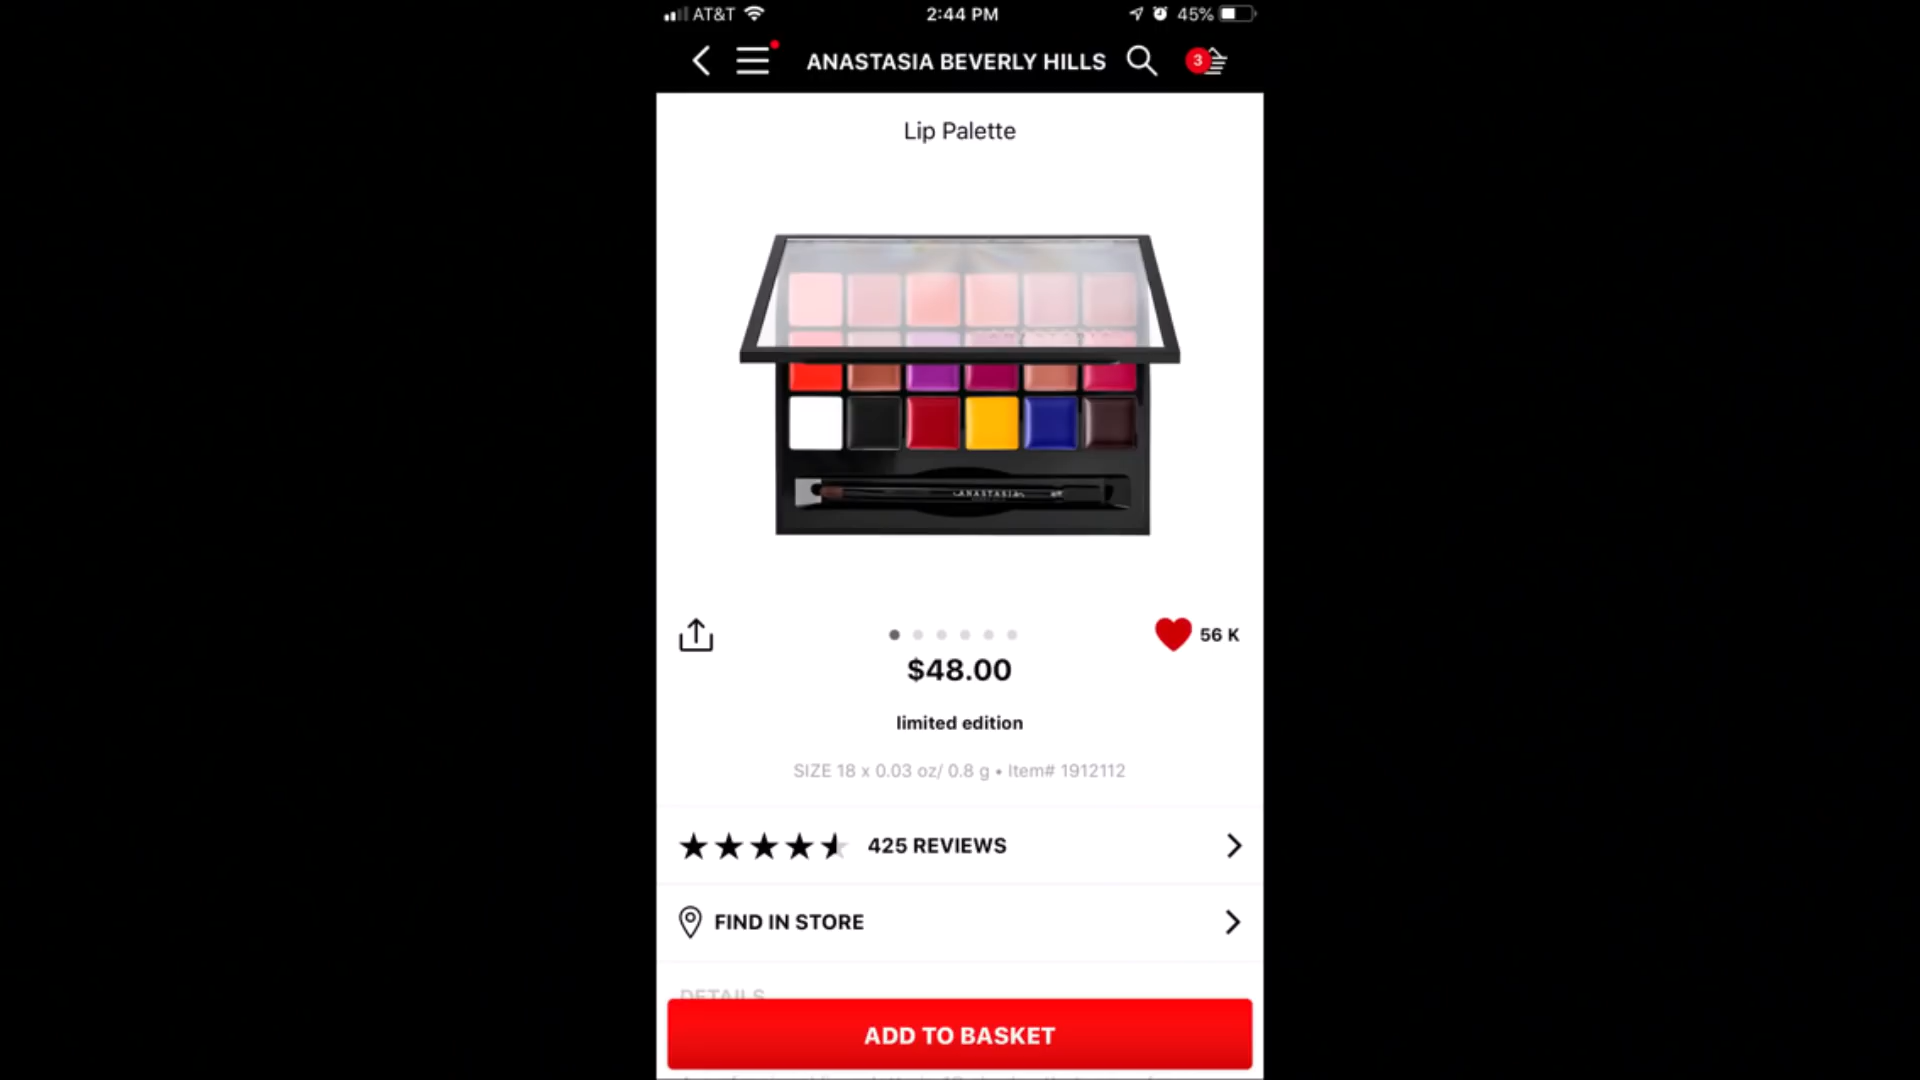 AT&T
2:44 PM
45%
ANASTASIA BEVERLY HILLS
3
Lip Palette
ANASTASIA
56 K
$48.00
limited edition
SIZE 18 x 0.03 oz/ 0.8 g • Item# 1912112
425 REVIEWS
FIND IN STORE
DETAILS
ADD TO BASKET